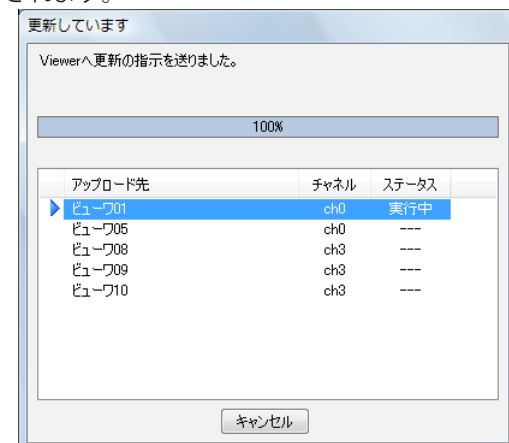 されます。
更新しています
Viewerへ更新の指示を送りました。
100%
アップロード先 チャネル ステータス
ビューワ01 ch0 実行中
ビューワ05 ch0 ---
ビューワ08 ch3 ---
ビューワ09 ch3 ---
ビューワ10 ch3 ---
キャンセル